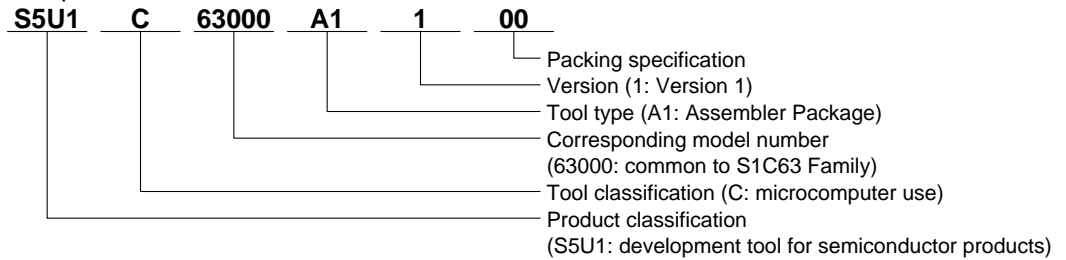 S5U1 C 63000 A1 1 00
Packing specification
Version (1: Version 1)
Tool type (A1: Assembler Package)
Corresponding model number
(63000: common to S1C63 Family)
Tool classification (C: microcomputer use)
Product classification
(S5U1: development tool for semiconductor products)